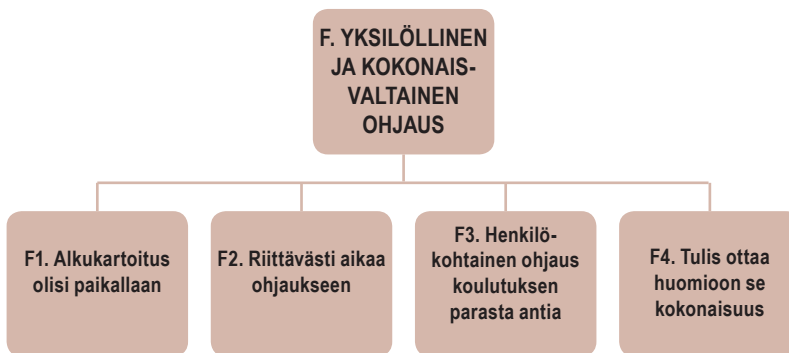 F. YKSILÖLLINEN
JA KOKONAIS-
VALTAINEN
OHJAUS
F1. Alkukartoitus
olisi paikallaan
F2. Riittävästi aikaa
ohjaukseen
F3. Henkilö-
kohtainen ohjaus
koulutuksen
parasta antia
F4. Tulis ottaa
huomioon se
kokonaisuus